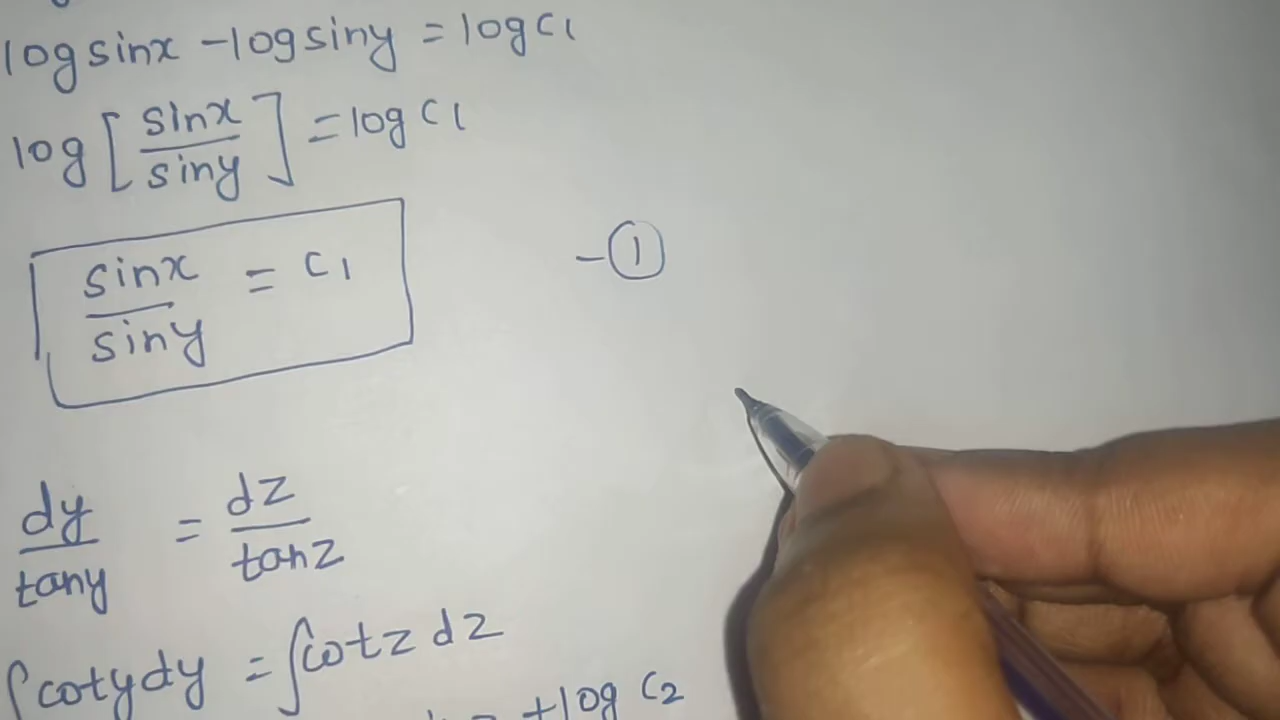 log sinx - log siny = log c1
log [ sinx / siny ] = log c1
sinx / siny = c1 - ①
dy / tany = dz / tanz
∫ coty dy = ∫ cotz dz
+ log c2